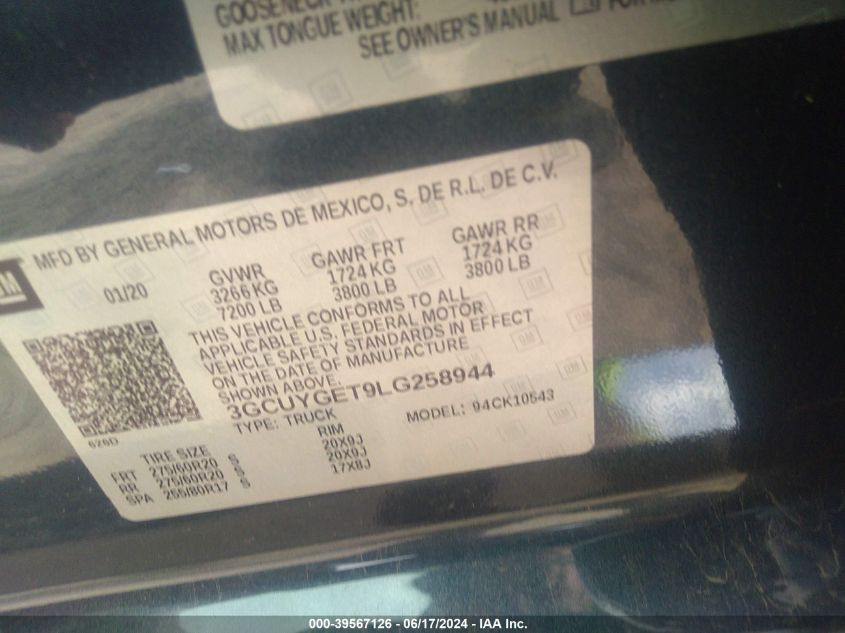 GOOSENECK
MAX TONGUE WEIGHT:
SEE OWNER'S MANUAL
GM
MFD BY GENERAL MOTORS DE MEXICO, S. DE R.L. DE C.V.
01/20 GVWR GAWR FRT GAWR RR
3266 KG 1724 KG 1724 KG
7200 LB 3800 LB 3800 LB
THIS VEHICLE CONFORMS TO ALL
APPLICABLE U.S. FEDERAL MOTOR
VEHICLE SAFETY STANDARDS IN EFFECT
ON THE DATE OF MANUFACTURE
SHOWN ABOVE.
3GCUYGET9LG258944
TYPE: TRUCK MODEL: 94CK10543
626D
TIRE SIZE RIM
FRT 275/60R20 S 20X9J
RR 275/60R20 S 20X9J
SPA 255/80R17 S 17X8J
000-39567126 - 06/17/2024 - IAA Inc.